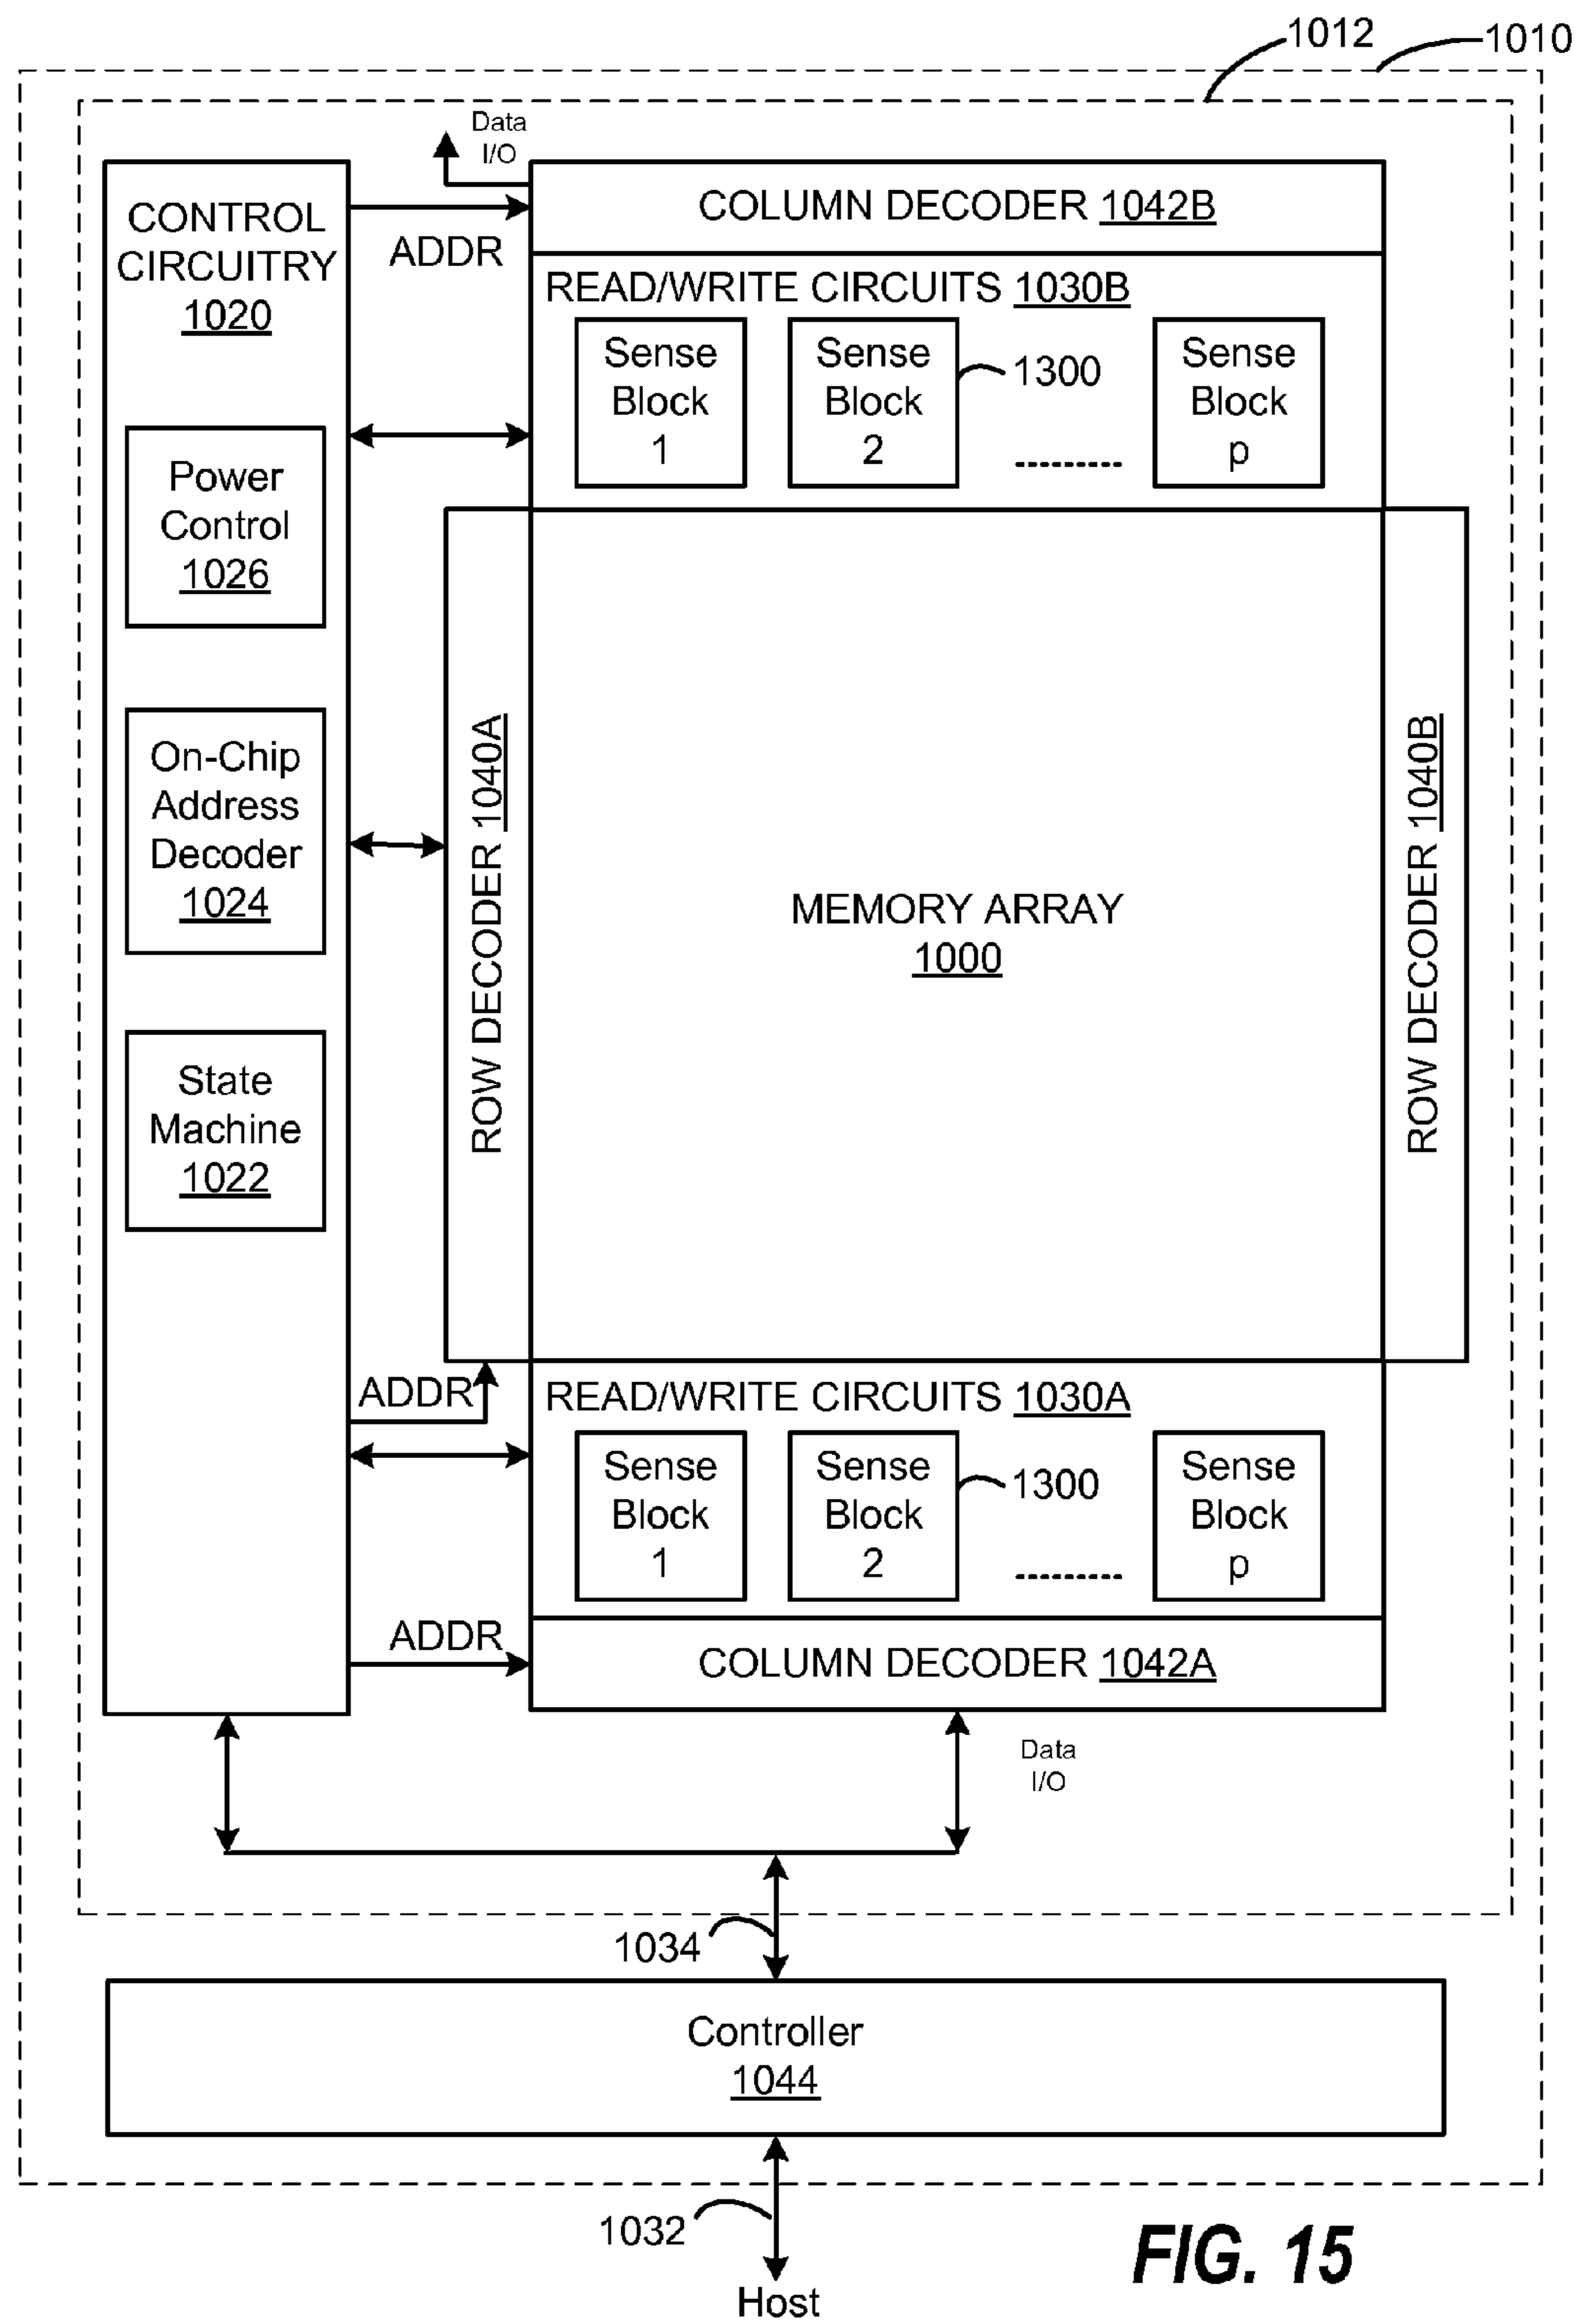 1012
1010
Data
I/O
CONTROL
CIRCUITRY
1020
ADDR
COLUMN DECODER 1042B
READ/WRITE CIRCUITS 1030B
Sense
Block
1
Sense
Block
2
1300
Sense
Block
p
Power
Control
1026
On-Chip
Address
Decoder
1024
State
Machine
1022
ROW DECODER 1040A
MEMORY ARRAY
1000
ROW DECODER 1040B
ADDR
READ/WRITE CIRCUITS 1030A
Sense
Block
1
Sense
Block
2
1300
Sense
Block
p
ADDR
COLUMN DECODER 1042A
Data
I/O
1034
Controller
1044
1032
Host
FIG. 15